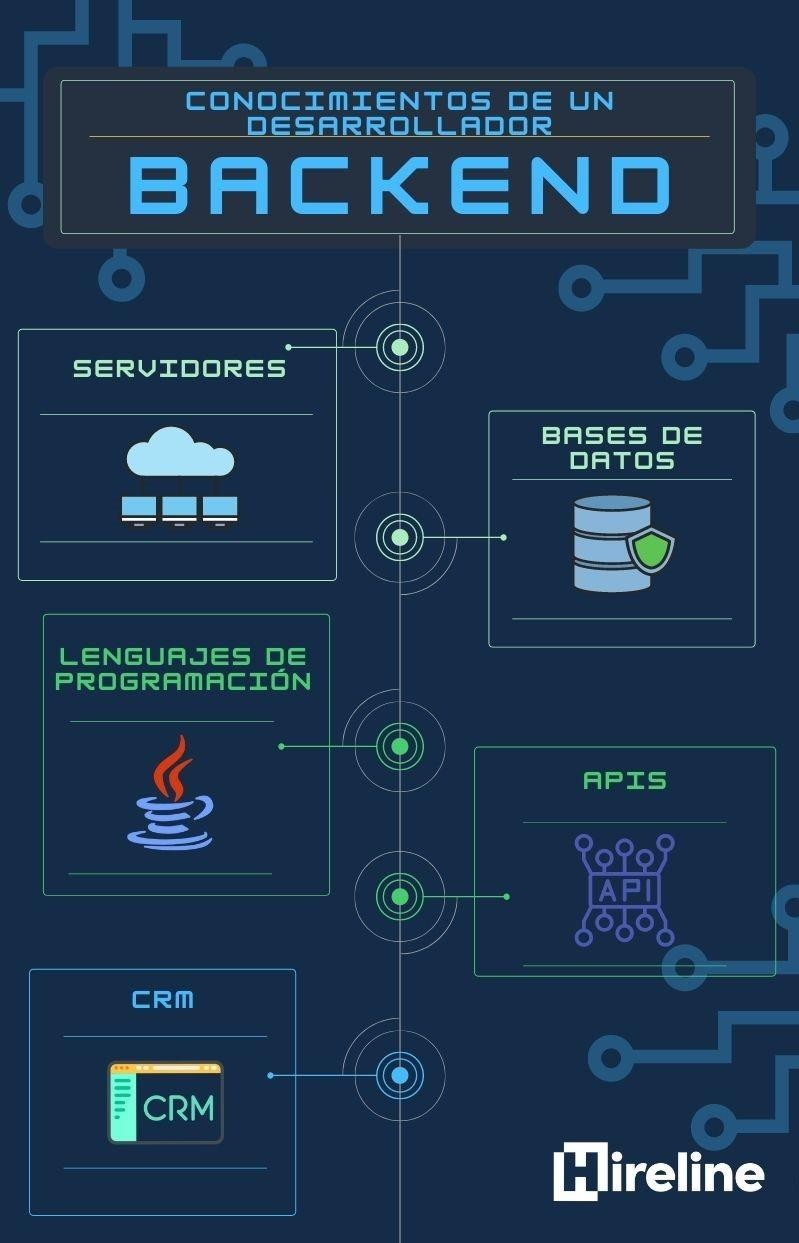 CONOCIMIENTOS DE UN
DESARROLLADOR
BACKEND
SERVIDORES
BASES DE
DATOS
LENGUAJES DE
PROGRAMACIÓN
APIS
API
CRM
CRM
Hireline